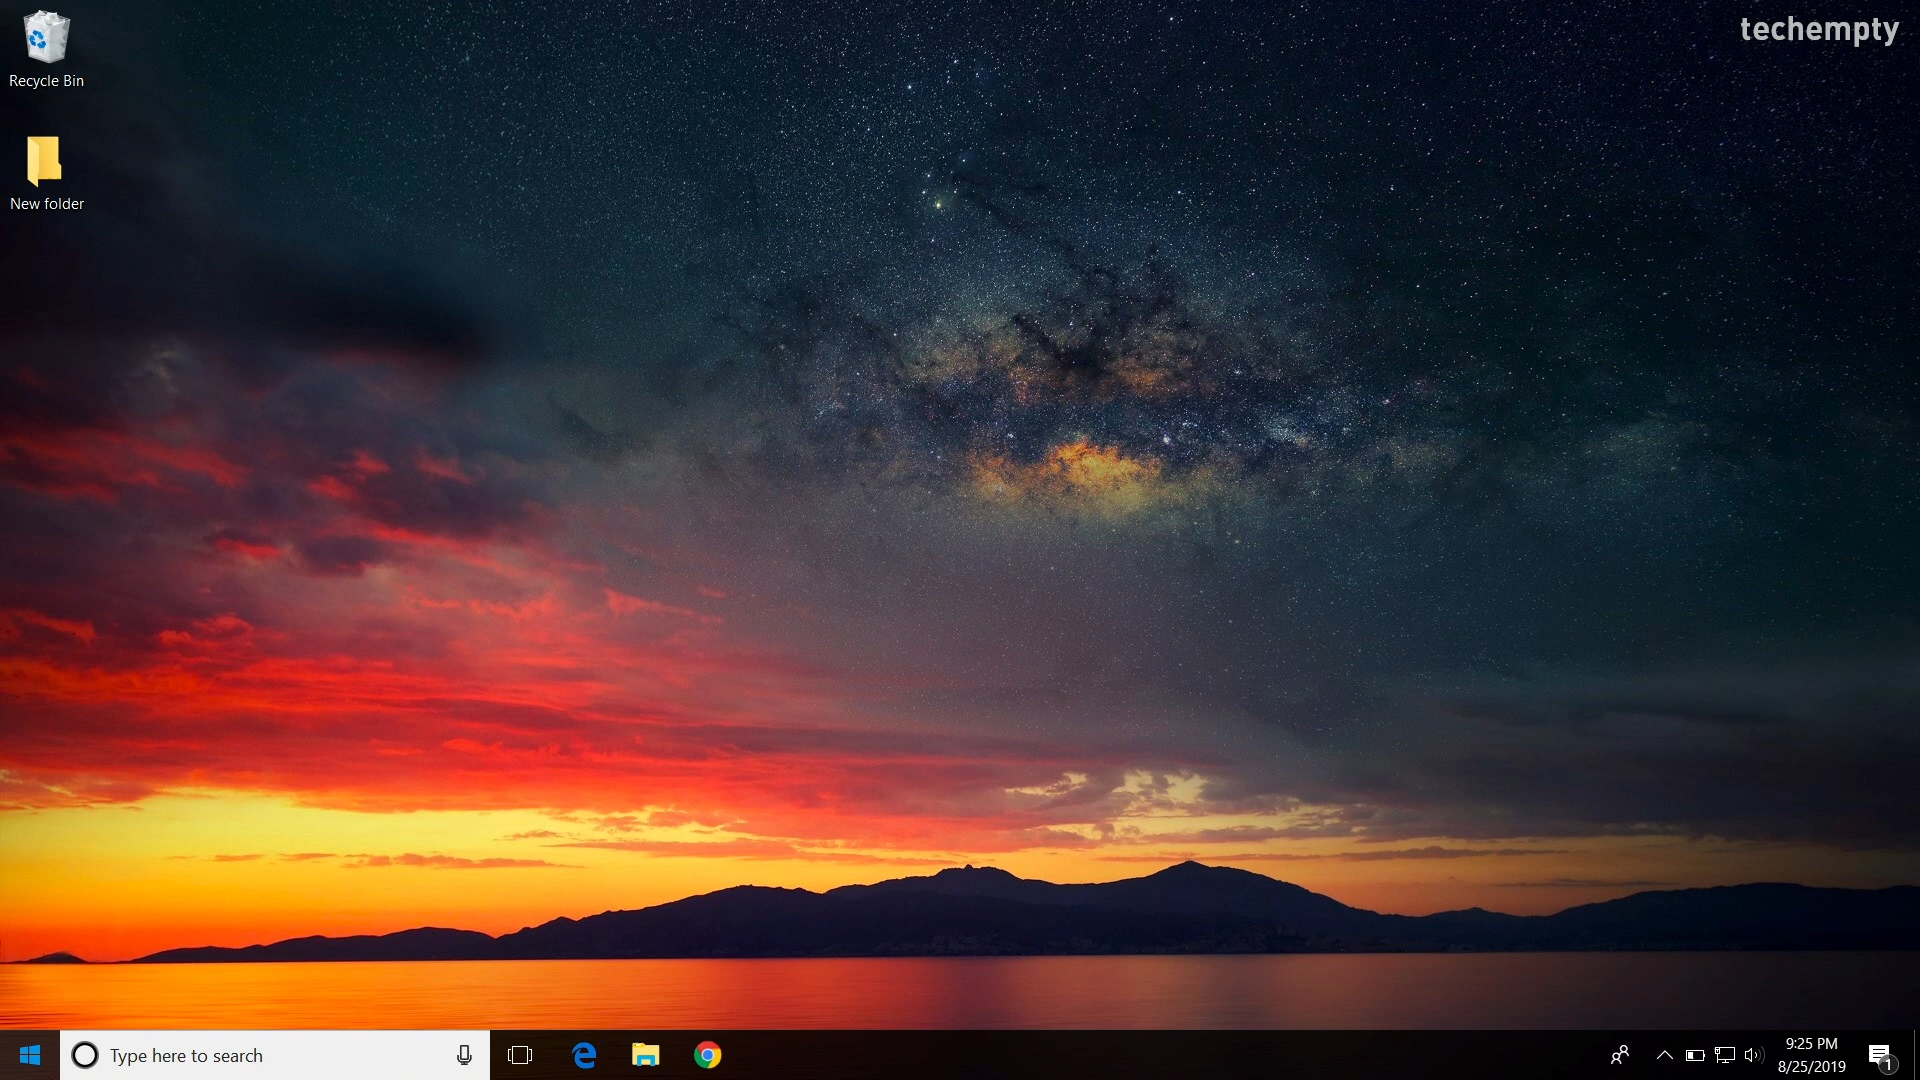 techempty
Recycle Bin
New folder
Type here to search
9:25 PM
8/25/2019
1